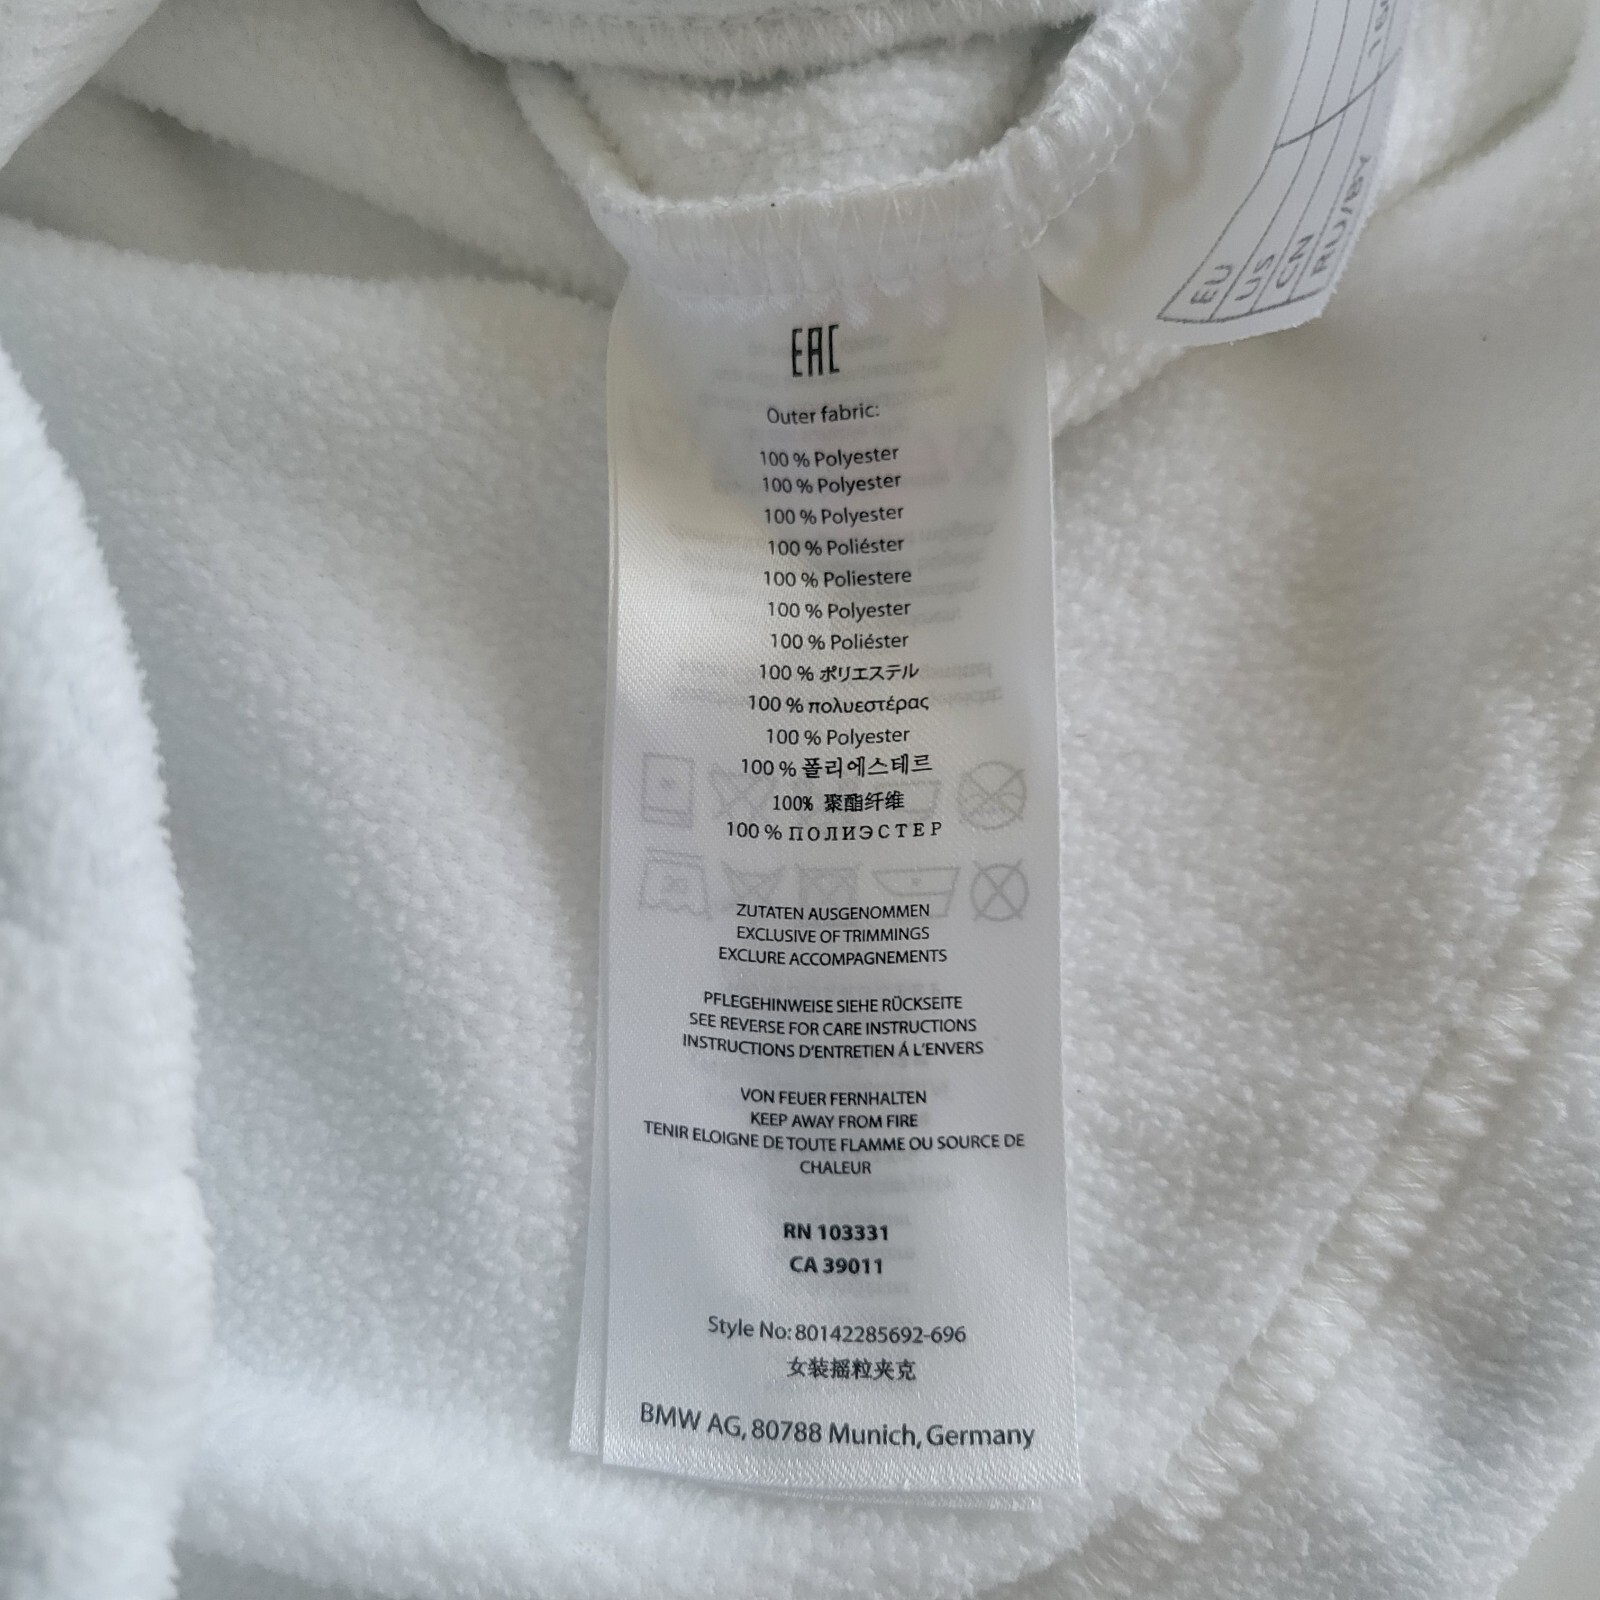 EU
US
CN
RU/BY
EAC
Outer fabric:
100 % Polyester
100 % Polyester
100 % Polyester
100 % Poliéster
100 % Poliestere
100 % Polyester
100 % Poliéster
100 % ポリエステル
100 % πολυεστέρας
100 % Polyester
100 % 폴리에스테르
100% 聚酯纤维
100 % ПОЛИЭСТЕР
ZUTATEN AUSGENOMMEN
EXCLUSIVE OF TRIMMINGS
EXCLURE ACCOMPAGNEMENTS
PFLEGEHINWEISE SIEHE RÜCKSEITE
SEE REVERSE FOR CARE INSTRUCTIONS
INSTRUCTIONS D'ENTRETIEN Á L'ENVERS
VON FEUER FERNHALTEN
KEEP AWAY FROM FIRE
TENIR ELOIGNE DE TOUTE FLAMME OU SOURCE DE
CHALEUR
RN 103331
CA 39011
Style No: 80142285692-696
女装摇粒夹克
BMW AG, 80788 Munich, Germany